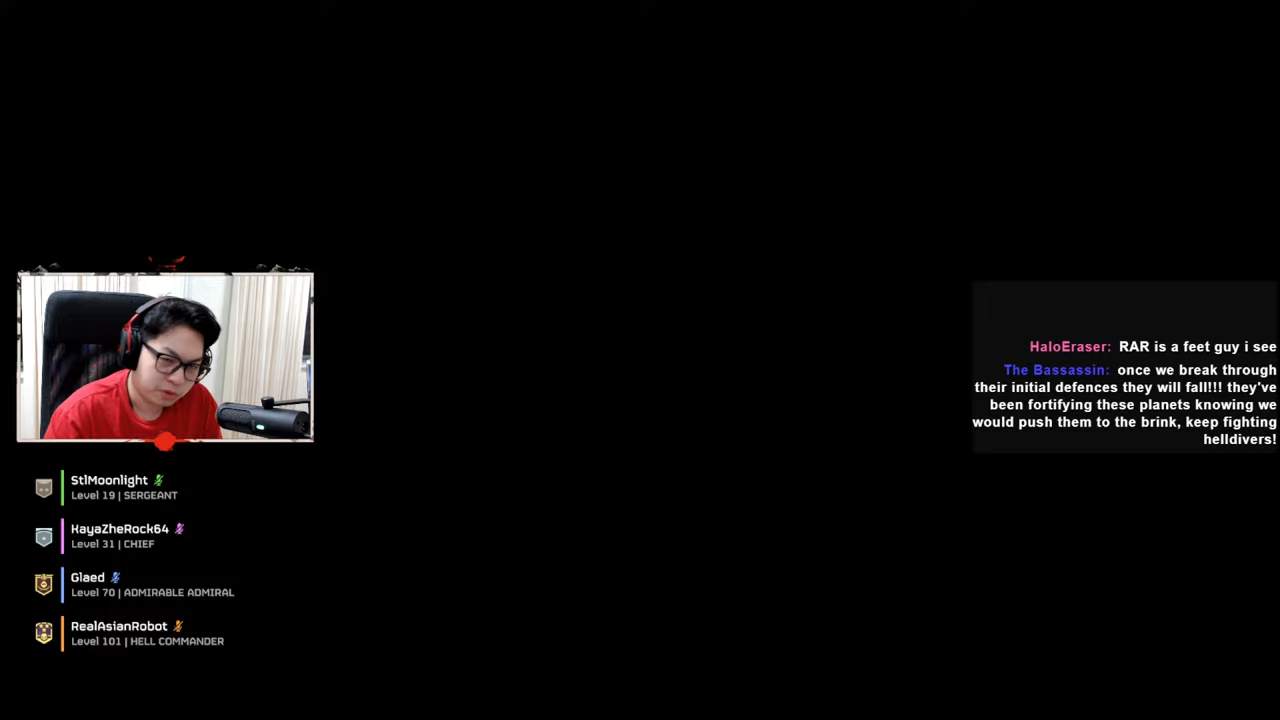 HaloEraser: RAR is a feet guy i see
The Bassassin: once we break through
their initial defences they will fall!!! they've
been fortifying these planets knowing we
would push them to the brink, keep fighting
helldivers!
StlMoonlight
Level 19 | SERGEANT
KayaZheRock64
Level 31 | CHIEF
Glaed
Level 70 | ADMIRABLE ADMIRAL
RealAsianRobot
Level 101 | HELL COMMANDER